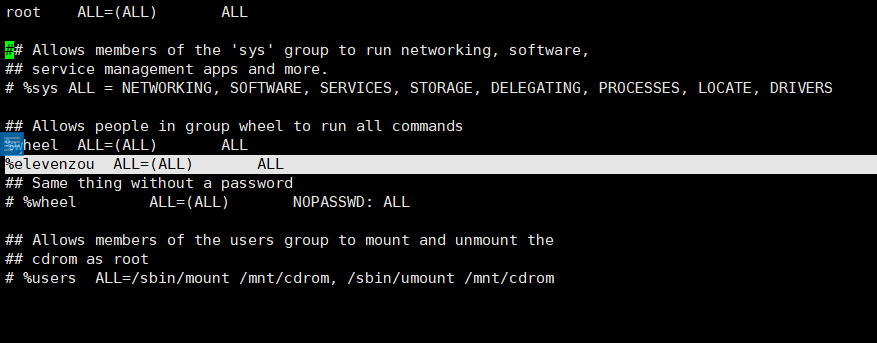 root    ALL=(ALL)       ALL
## Allows members of the 'sys' group to run networking, software,
## service management apps and more.
# %sys ALL = NETWORKING, SOFTWARE, SERVICES, STORAGE, DELEGATING, PROCESSES, LOCATE, DRIVERS
## Allows people in group wheel to run all commands
%wheel  ALL=(ALL)       ALL
%elevenzou  ALL=(ALL)       ALL
## Same thing without a password
# %wheel        ALL=(ALL)       NOPASSWD: ALL
## Allows members of the users group to mount and unmount the
## cdrom as root
# %users  ALL=/sbin/mount /mnt/cdrom, /sbin/umount /mnt/cdrom